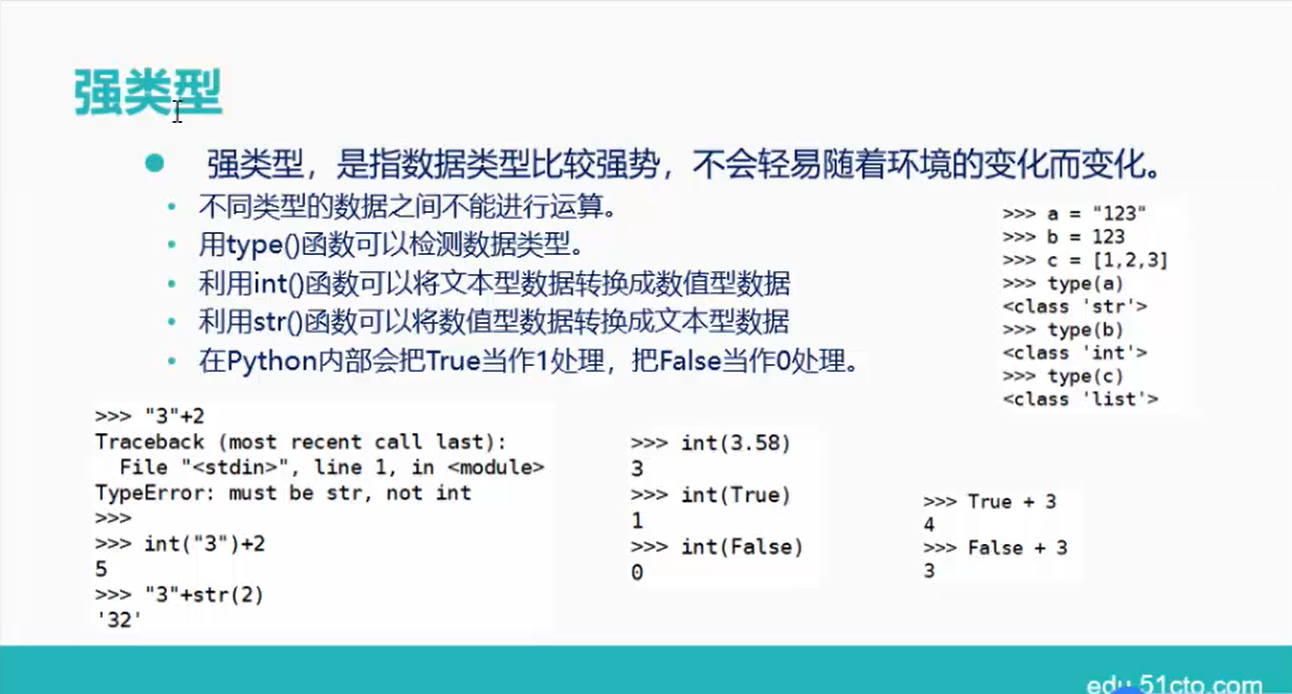 强类型
强类型，是指数据类型比较强势，不会轻易随着环境的变化而变化。
不同类型的数据之间不能进行运算。
用type()函数可以检测数据类型。
利用int()函数可以将文本型数据转换成数值型数据
利用str()函数可以将数值型数据转换成文本型数据
在Python内部会把True当作1处理，把False当作0处理。
>>> a = "123"
>>> b = 123
>>> c = [1,2,3]
>>> type(a)
<class 'str'>
>>> type(b)
<class 'int'>
>>> type(c)
<class 'list'>
>>> "3"+2
Traceback (most recent call last):
  File "<stdin>", line 1, in <module>
TypeError: must be str, not int
>>>
>>> int("3")+2
5
>>> "3"+str(2)
'32'
>>> int(3.58)
3
>>> int(True)
1
>>> int(False)
0
>>> True + 3
4
>>> False + 3
3
edu.51cto.com